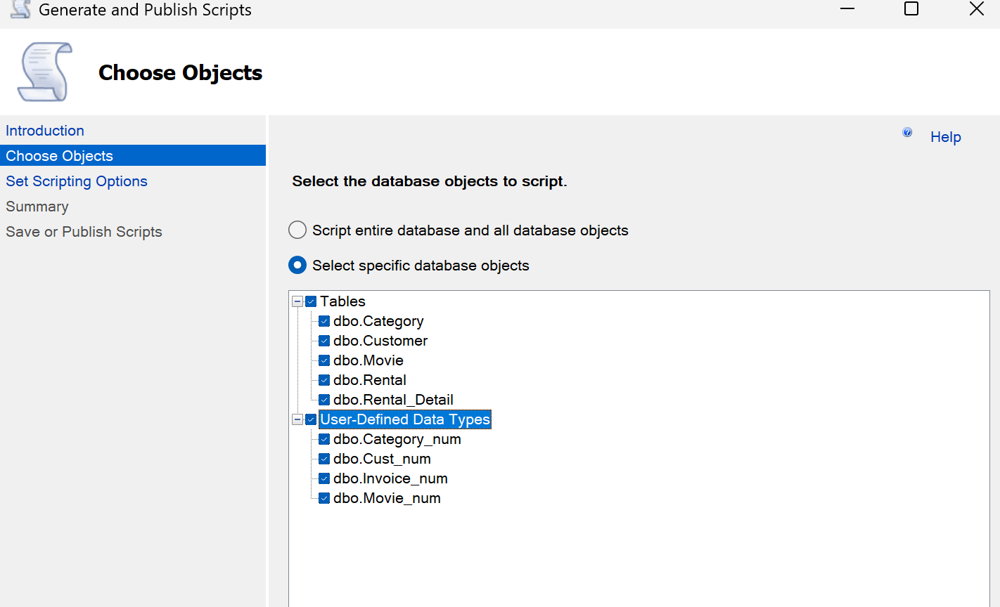 Generate and Publish Scripts
Choose Objects
Introduction
Choose Objects
Set Scripting Options
Summary
Save or Publish Scripts
Help
Select the database objects to script.
Script entire database and all database objects
Select specific database objects
Tables
dbo.Category
dbo.Customer
dbo.Movie
dbo.Rental
dbo.Rental_Detail
User-Defined Data Types
dbo.Category_num
dbo.Cust_num
dbo.Invoice_num
dbo.Movie_num